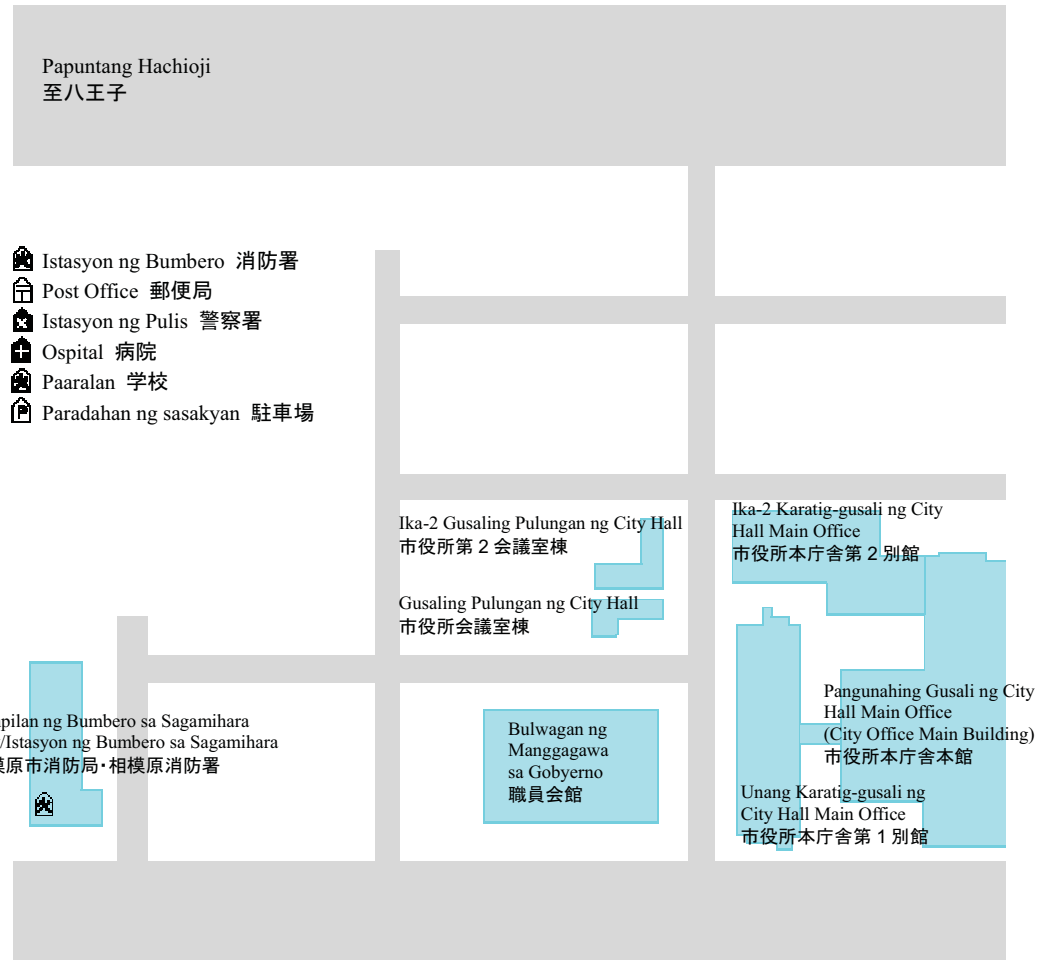 Papuntang Hachioji
至八王子
Istasyon ng Bumbero 消防署
Post Office 郵便局
Istasyon ng Pulis 警察署
Ospital 病院
Paaralan 学校
Paradahan ng sasakyan 駐車場
Ika-2 Gusaling Pulungan ng City Hall
市役所第２会議室棟
Gusaling Pulungan ng City Hall
市役所会議室棟
Ika-2 Karatig-gusali ng City
Hall Main Office
市役所本庁舎第２別館
Pangunahing Gusali ng City
Hall Main Office
(City Office Main Building)
市役所本庁舎本館
Unang Karatig-gusali ng
City Hall Main Office
市役所本庁舎第１別館
Bulwagan ng
Manggagawa
sa Gobyerno
職員会館
pilan ng Bumbero sa Sagamihara
/Istasyon ng Bumbero sa Sagamihara
原市消防局・相模原消防署